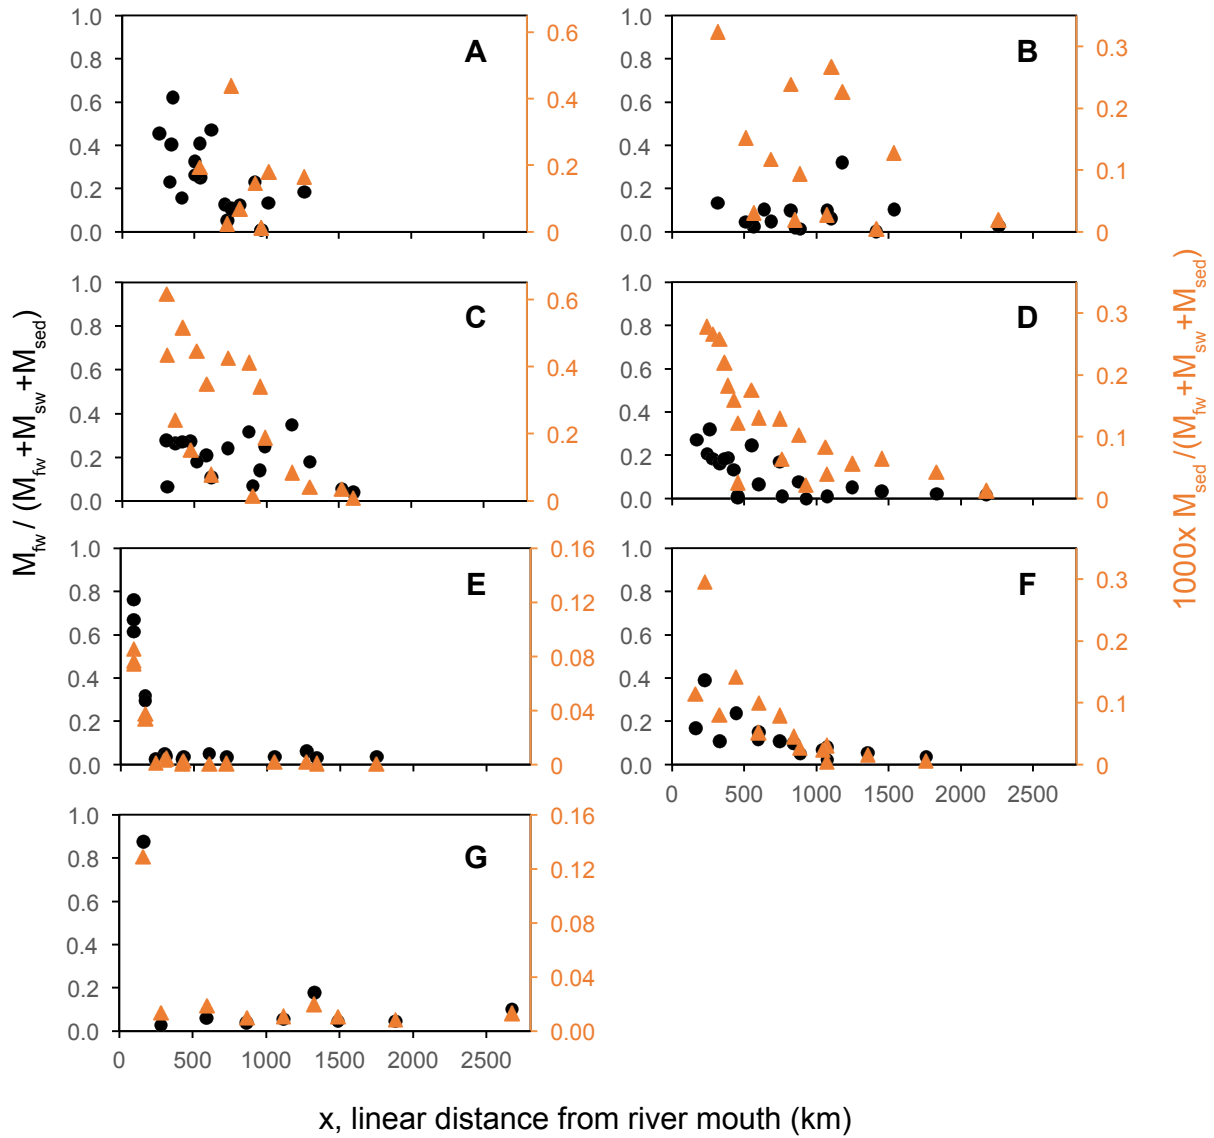 1.0 0.6 A 1.0 0.3 B
0.8 0.8
0.6 0.4 0.6 0.2
0.4 0.2 0.4 0.1
0.2 0.2
0.0 0 0.0 0
1.0 0.6 C 1.0 0.3 D
0.8 0.8
0.6 0.4 0.6 0.2
0.4 0.2 0.4 0.1
0.2 0.2
0.0 0 0.0 0
M_fw / (M_fw +M_sw +M_sed)
1000x M_sed /(M_fw +M_sw +M_sed)
1.0 0.16 E 1.0 0.3 F
0.8 0.12 0.8
0.6 0.08 0.6 0.2
0.4 0.04 0.4 0.1
0.2 0.2
0.0 0 0.0 0
0 500 1000 1500 2000 2500
1.0 0.16 G
0.8 0.12
0.6 0.08
0.4 0.04
0.2
0.0 0.00
0 500 1000 1500 2000 2500
x, linear distance from river mouth (km)